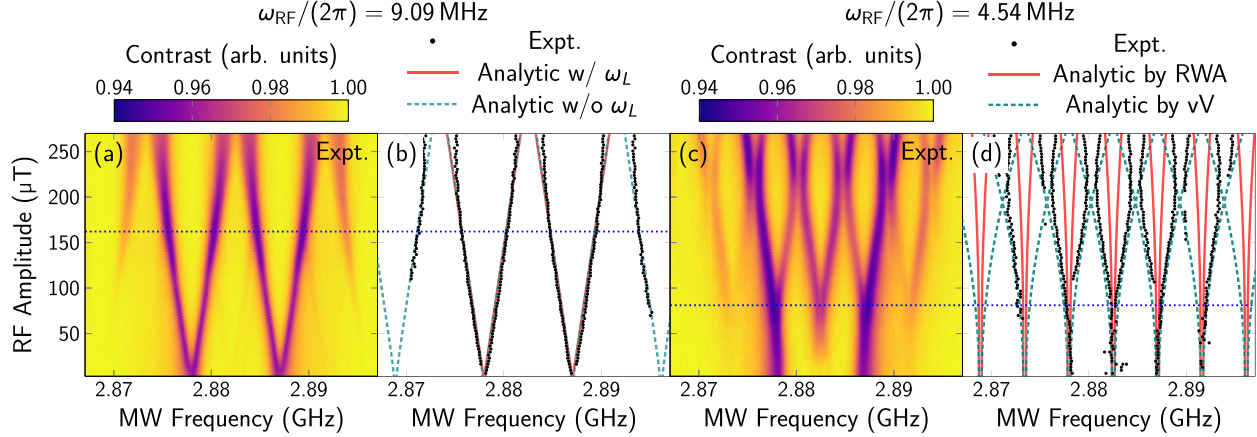 ω_RF/(2π) = 9.09 MHz
ω_RF/(2π) = 4.54 MHz
Contrast (arb. units)
0.94 0.96 0.98 1.00
Expt.
Analytic w/ ω_L
Analytic w/o ω_L
Contrast (arb. units)
0.94 0.96 0.98 1.00
Expt.
Analytic by RWA
Analytic by vV
RF Amplitude (μT)
250
200
150
100
50
(a) Expt.
(b)
(c) Expt.
(d)
2.87 2.88 2.89
2.87 2.88 2.89
2.87 2.88 2.89
2.87 2.88 2.89
MW Frequency (GHz)
MW Frequency (GHz)
MW Frequency (GHz)
MW Frequency (GHz)